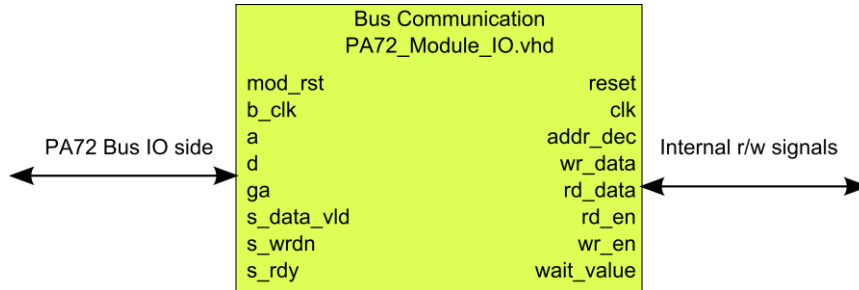 Bus Communication
PA72_Module_IO.vhd
mod_rst reset
b_clk clk
PA72 Bus IO side a addr_dec Internal r/w signals
d wr_data
ga rd_data
s_data_vld rd_en
s_wrdn wr_en
s_rdy wait_value